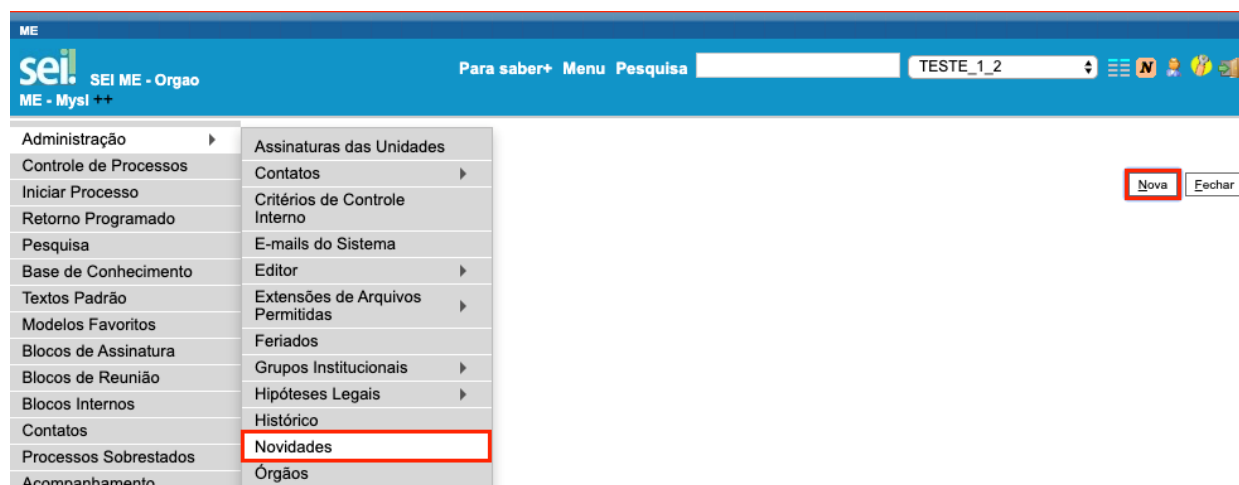 ME
sei! SEI ME - Orgao
ME - Mysl ++
Para saber+ Menu Pesquisa TESTE_1_2 N
Administração
Controle de Processos
Iniciar Processo
Retorno Programado
Pesquisa
Base de Conhecimento
Textos Padrão
Modelos Favoritos
Blocos de Assinatura
Blocos de Reunião
Blocos Internos
Contatos
Processos Sobrestados
Acompanhamento
Assinaturas das Unidades
Contatos
Critérios de Controle
Interno
E-mails do Sistema
Editor
Extensões de Arquivos
Permitidas
Feriados
Grupos Institucionais
Hipóteses Legais
Histórico
Novidades
Órgãos
Nova Fechar